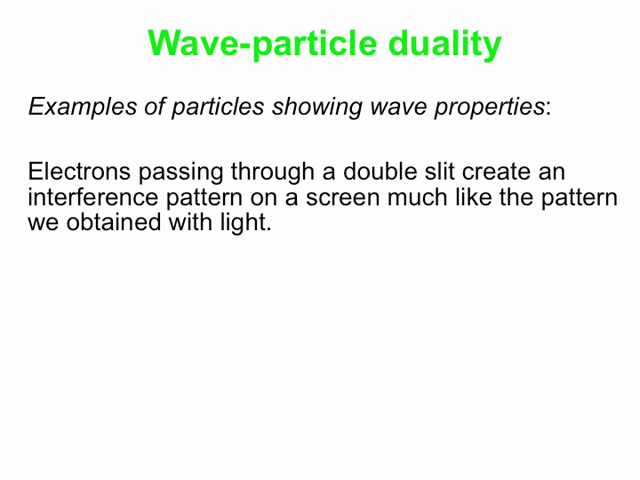 Wave-particle duality
Examples of particles showing wave properties:
Electrons passing through a double slit create an
interference pattern on a screen much like the pattern
we obtained with light.